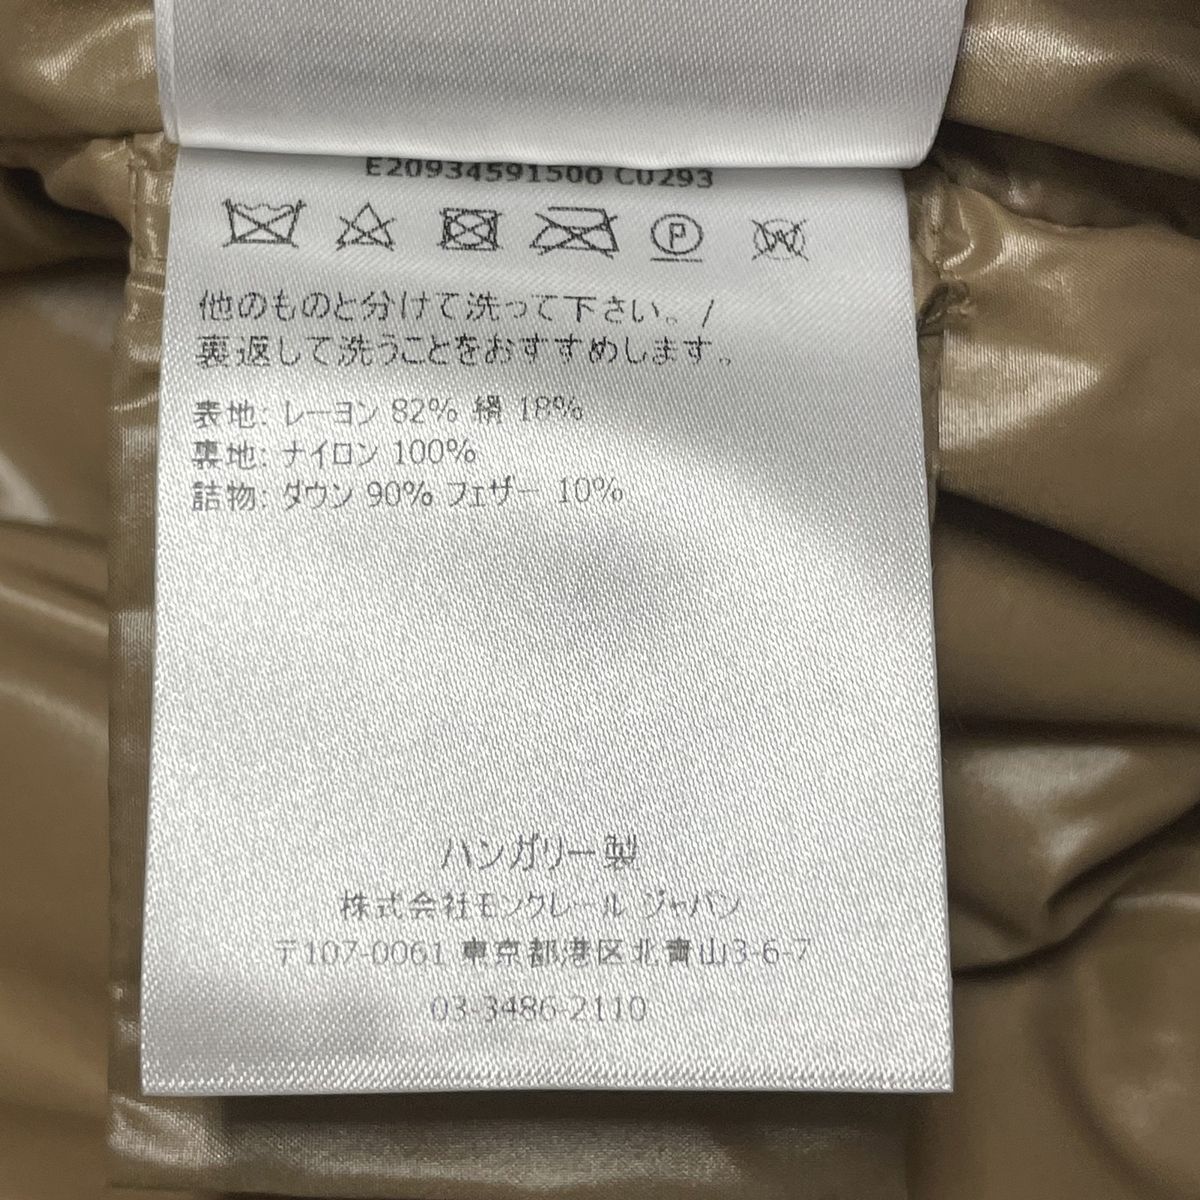 E20934591500 C0293
P W
他のものと分けて洗って下さい。/
裏返して洗うことをおすすめします。
表地: レーヨン 82% 絹 18%
裏地: ナイロン 100%
詰物: ダウン 90% フェザー 10%
ハンガリー製
株式会社モンクレール ジャパン
〒107-0061 東京都港区北青山3-6-7
03-3486-2110